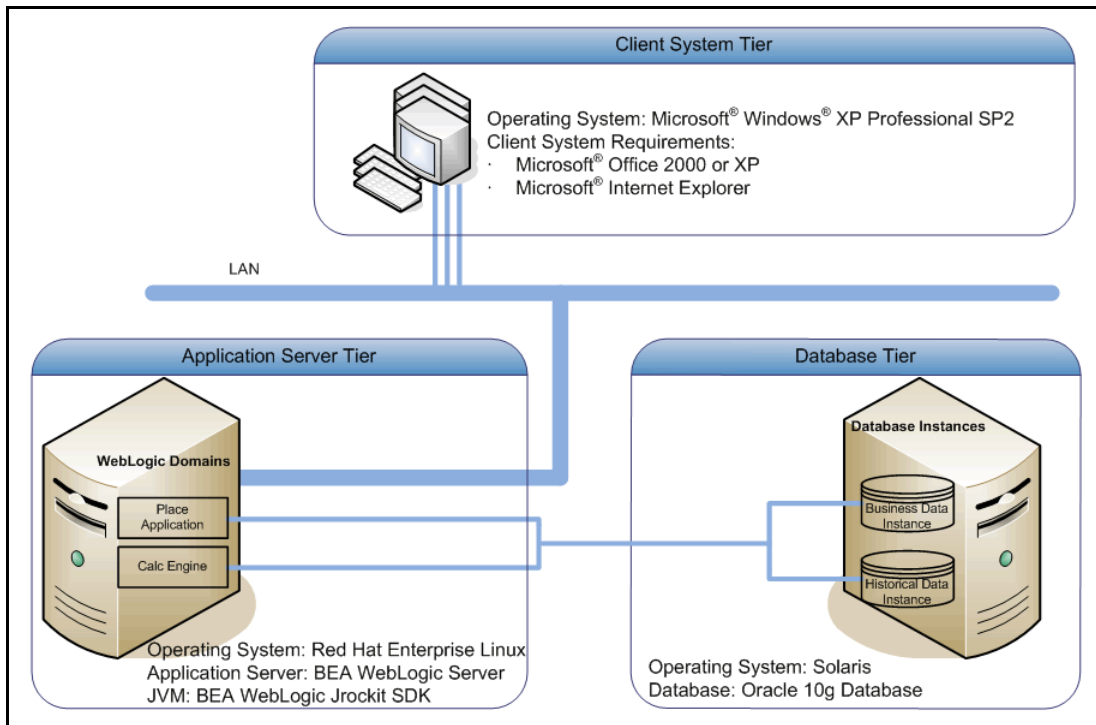 Client System Tier
Operating System: Microsoft® Windows® XP Professional SP2
Client System Requirements:
· Microsoft® Office 2000 or XP
· Microsoft® Internet Explorer
LAN
Application Server Tier
WebLogic Domains
Place
Application
Calc Engine
Operating System: Red Hat Enterprise Linux
Application Server: BEA WebLogic Server
JVM: BEA WebLogic Jrockit SDK
Database Tier
Database Instances
Business Data
Instance
Historical Data
Instance
Operating System: Solaris
Database: Oracle 10g Database